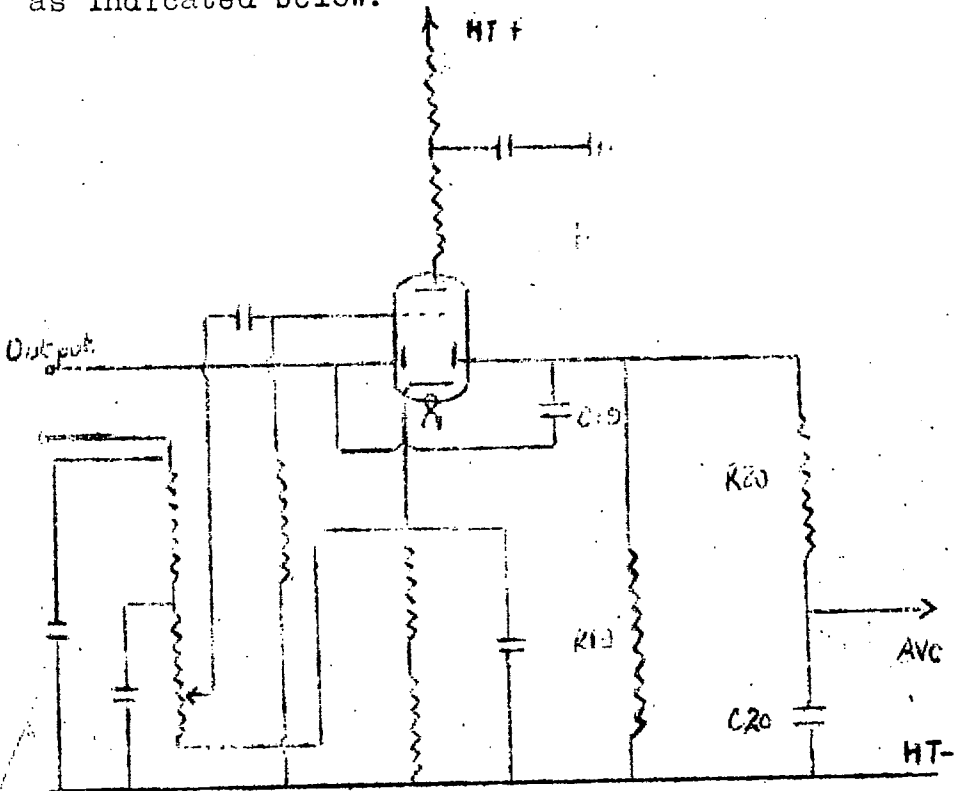 as indicated below.
HT +
Output
C19
R20
R19
AVC
C20
HT-